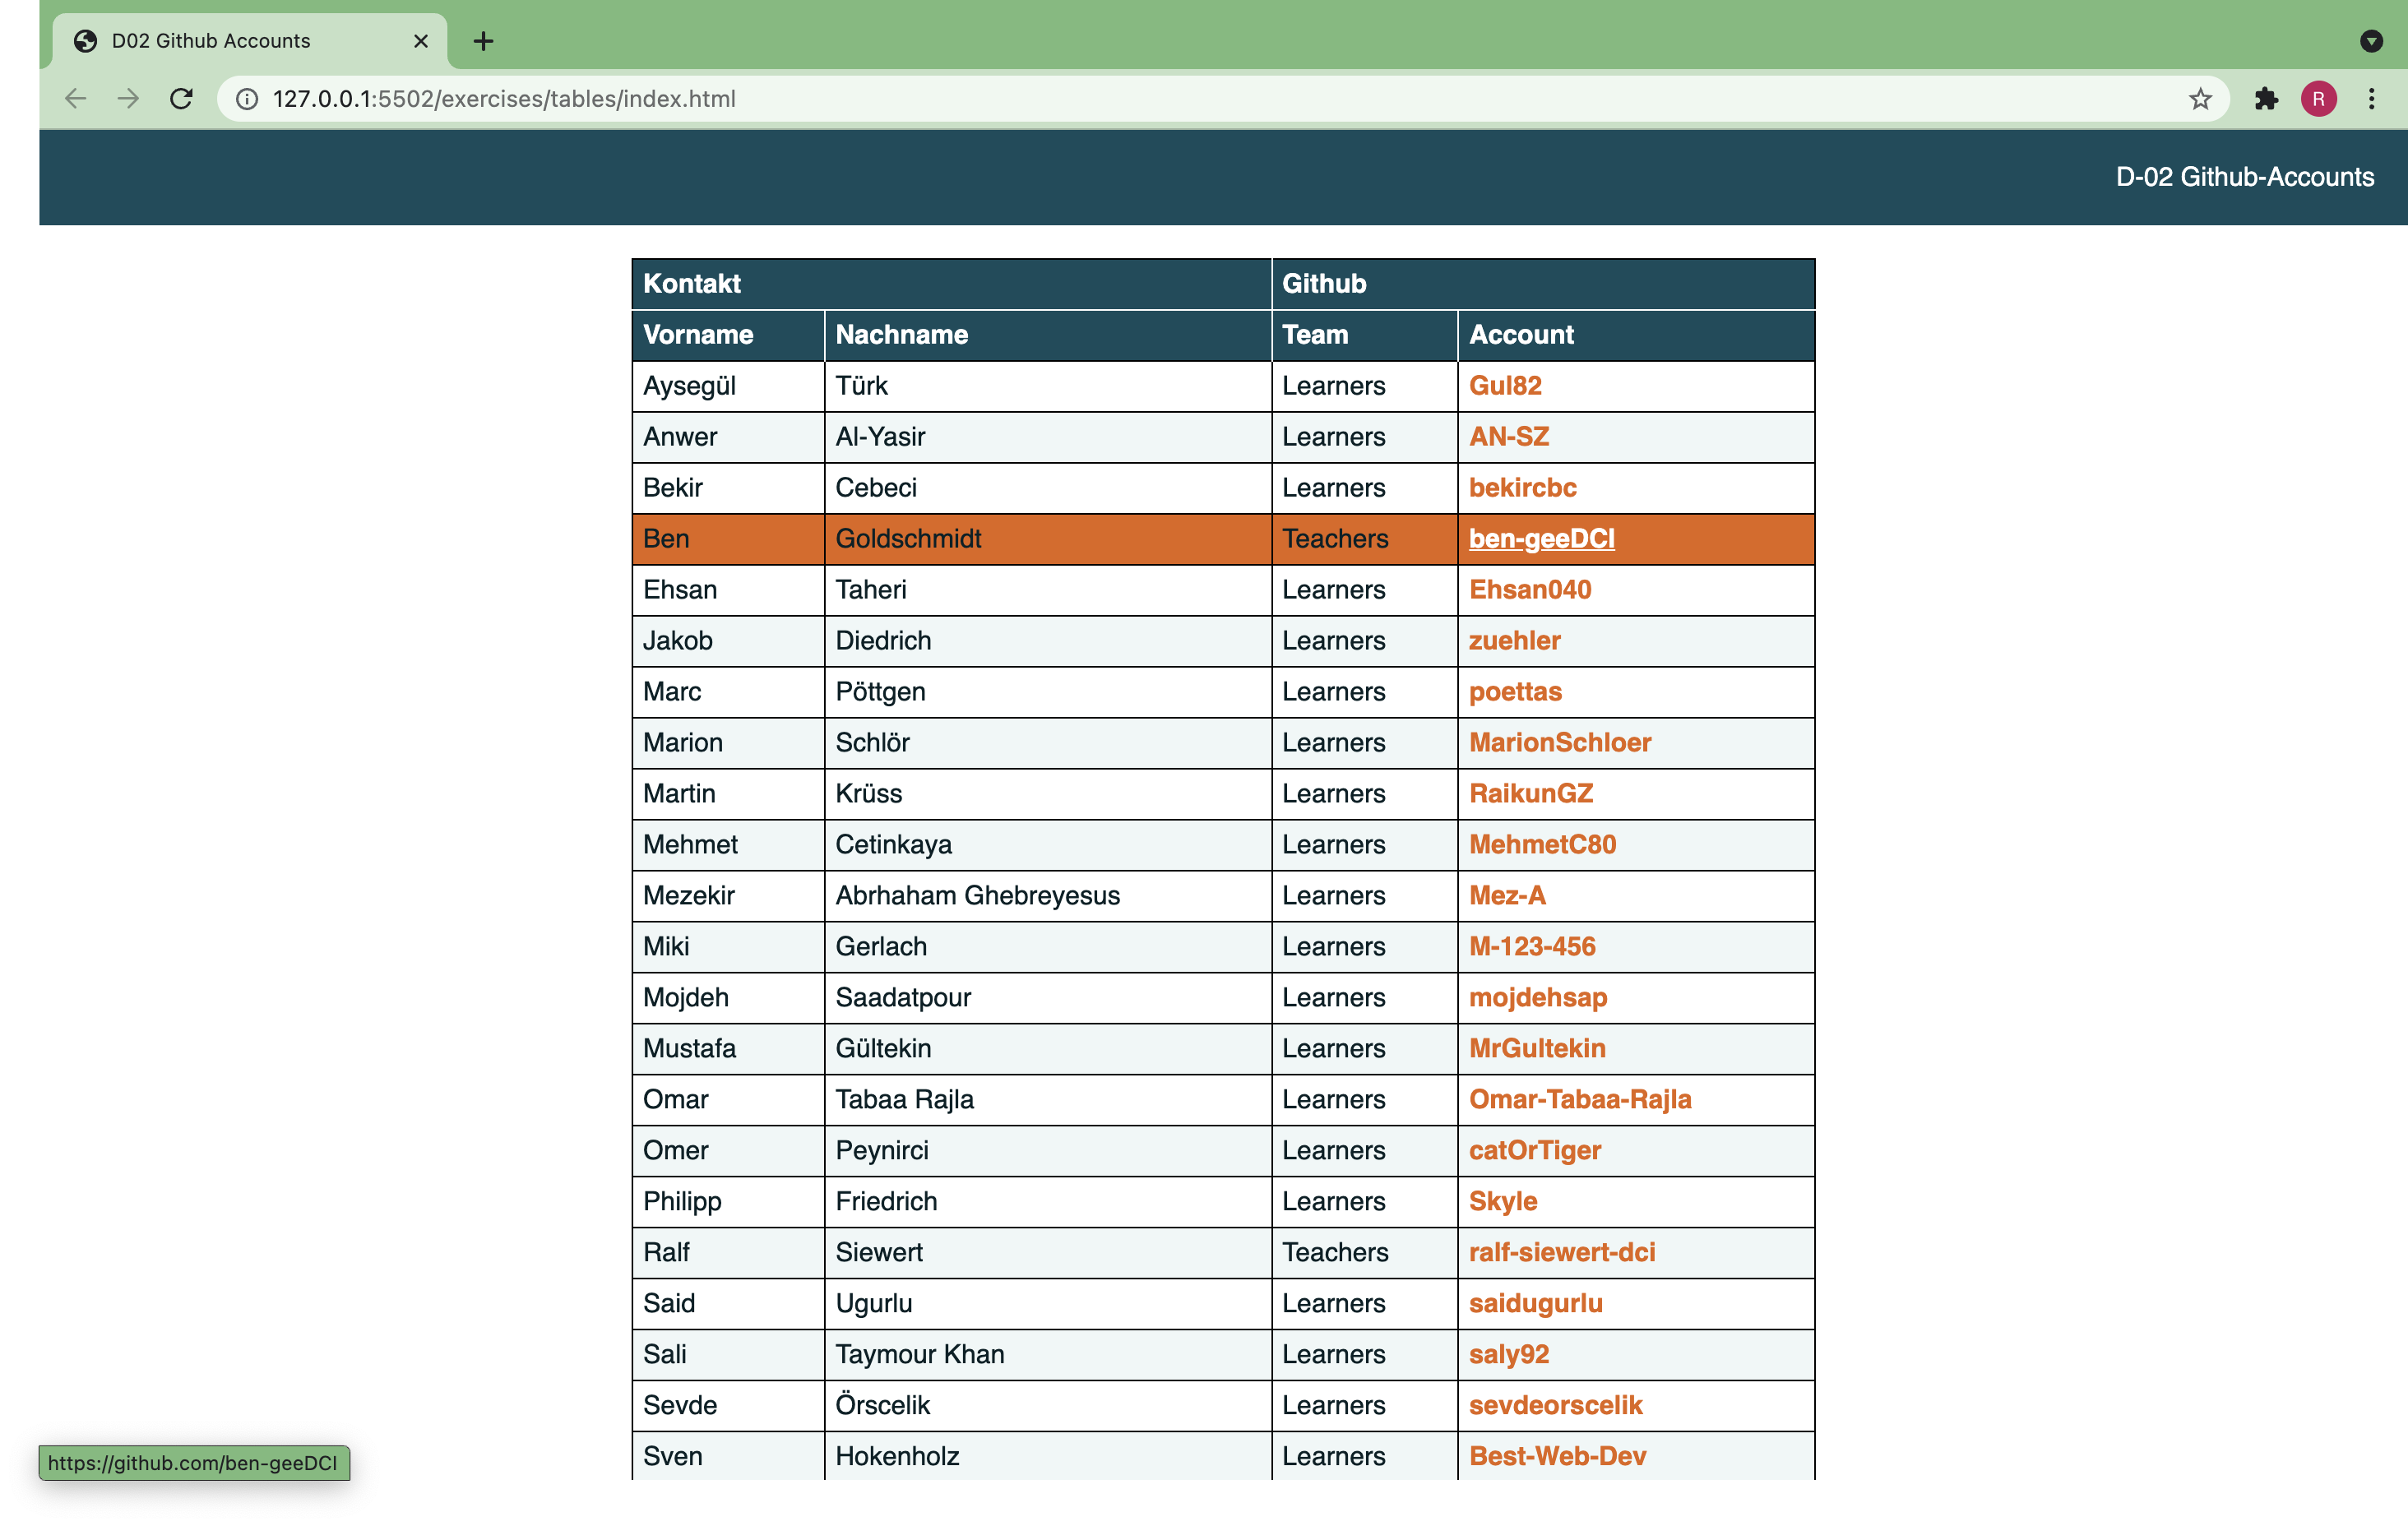 D02 Github Accounts
127.0.0.1:5502/exercises/tables/index.html
R
D-02 Github-Accounts
Kontakt Github
Vorname Nachname Team Account
Aysegül Türk Learners Gul82
Anwer Al-Yasir Learners AN-SZ
Bekir Cebeci Learners bekircbc
Ben Goldschmidt Teachers ben-geeDCI
Ehsan Taheri Learners Ehsan040
Jakob Diedrich Learners zuehler
Marc Pöttgen Learners poettas
Marion Schlör Learners MarionSchloer
Martin Krüss Learners RaikunGZ
Mehmet Cetinkaya Learners MehmetC80
Mezekir Abrhaham Ghebreyesus Learners Mez-A
Miki Gerlach Learners M-123-456
Mojdeh Saadatpour Learners mojdehsap
Mustafa Gültekin Learners MrGultekin
Omar Tabaa Rajla Learners Omar-Tabaa-Rajla
Omer Peynirci Learners catOrTiger
Philipp Friedrich Learners Skyle
Ralf Siewert Teachers ralf-siewert-dci
Said Ugurlu Learners saidugurlu
Sali Taymour Khan Learners saly92
Sevde Örscelik Learners sevdeorscelik
Sven Hokenholz Learners Best-Web-Dev
https://github.com/ben-geeDCI